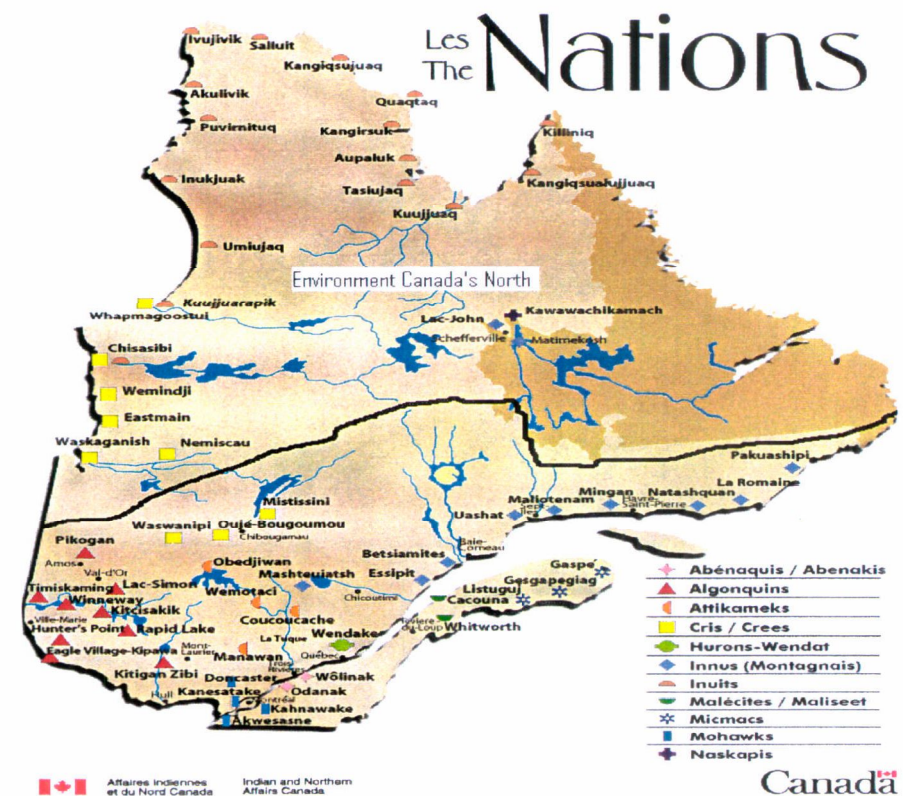 Les
The Nations
Ivujivik
Salluit
Kangiqsujuaq
Akulivik
Quaqtaq
Puvirnituq
Kangirsuk
Killiniq
Aupaluk
Inukjuak
Tasiujaq
Kangiqsualujjuaq
Kuujjuaq
Umiujaq
Environment Canada's North
Kuujjuarapik
Whapmagoostui
Lac-John
Kawawachikamach
Schefferville
Matimekosh
Chisasibi
Wemindji
Eastmain
Waskaganish
Nemiscau
Pakuashipi
La Romaine
Mistissini
Maliotenam
Mingan
Natashquan
Havre-
Saint-Pierre
Sept-
Iles
Uashat
Waswanipi
Oujé-Bougoumou
Chibougamau
Pikogan
Baie-
Comeau
Betsiamites
Amos
Obedjiwan
Val-d'Or
Mashteuiatsh
Essipit
Gaspe
Timiskaming
Lac-Simon
Gesgapegiag
Winneway
Wemotaci
Chicoutimi
Listuguj
Kitcisakik
Cacouna
Ville-Marie
Coucoucache
Rivière-
du-Loup
Whitworth
Hunter's Point
Rapid Lake
La Tuque
Wendake
Mont-
Laurier
Manawan
Québec
Eagle Village-Kipawa
Trois
Rivières
Wôlinak
Kitigan Zibi
Doncaster
Odanak
Hull
Kanesatake
Montréal
Kahnawake
Akwesasne
Abénaquis / Abenakis
Algonquins
Attikameks
Cris / Crees
Hurons-Wendat
Innus (Montagnais)
Inuits
Malécites / Maliseet
Micmacs
Mohawks
Naskapis
Affaires indiennes
et du Nord Canada
Indian and Northern
Affairs Canada
Canada